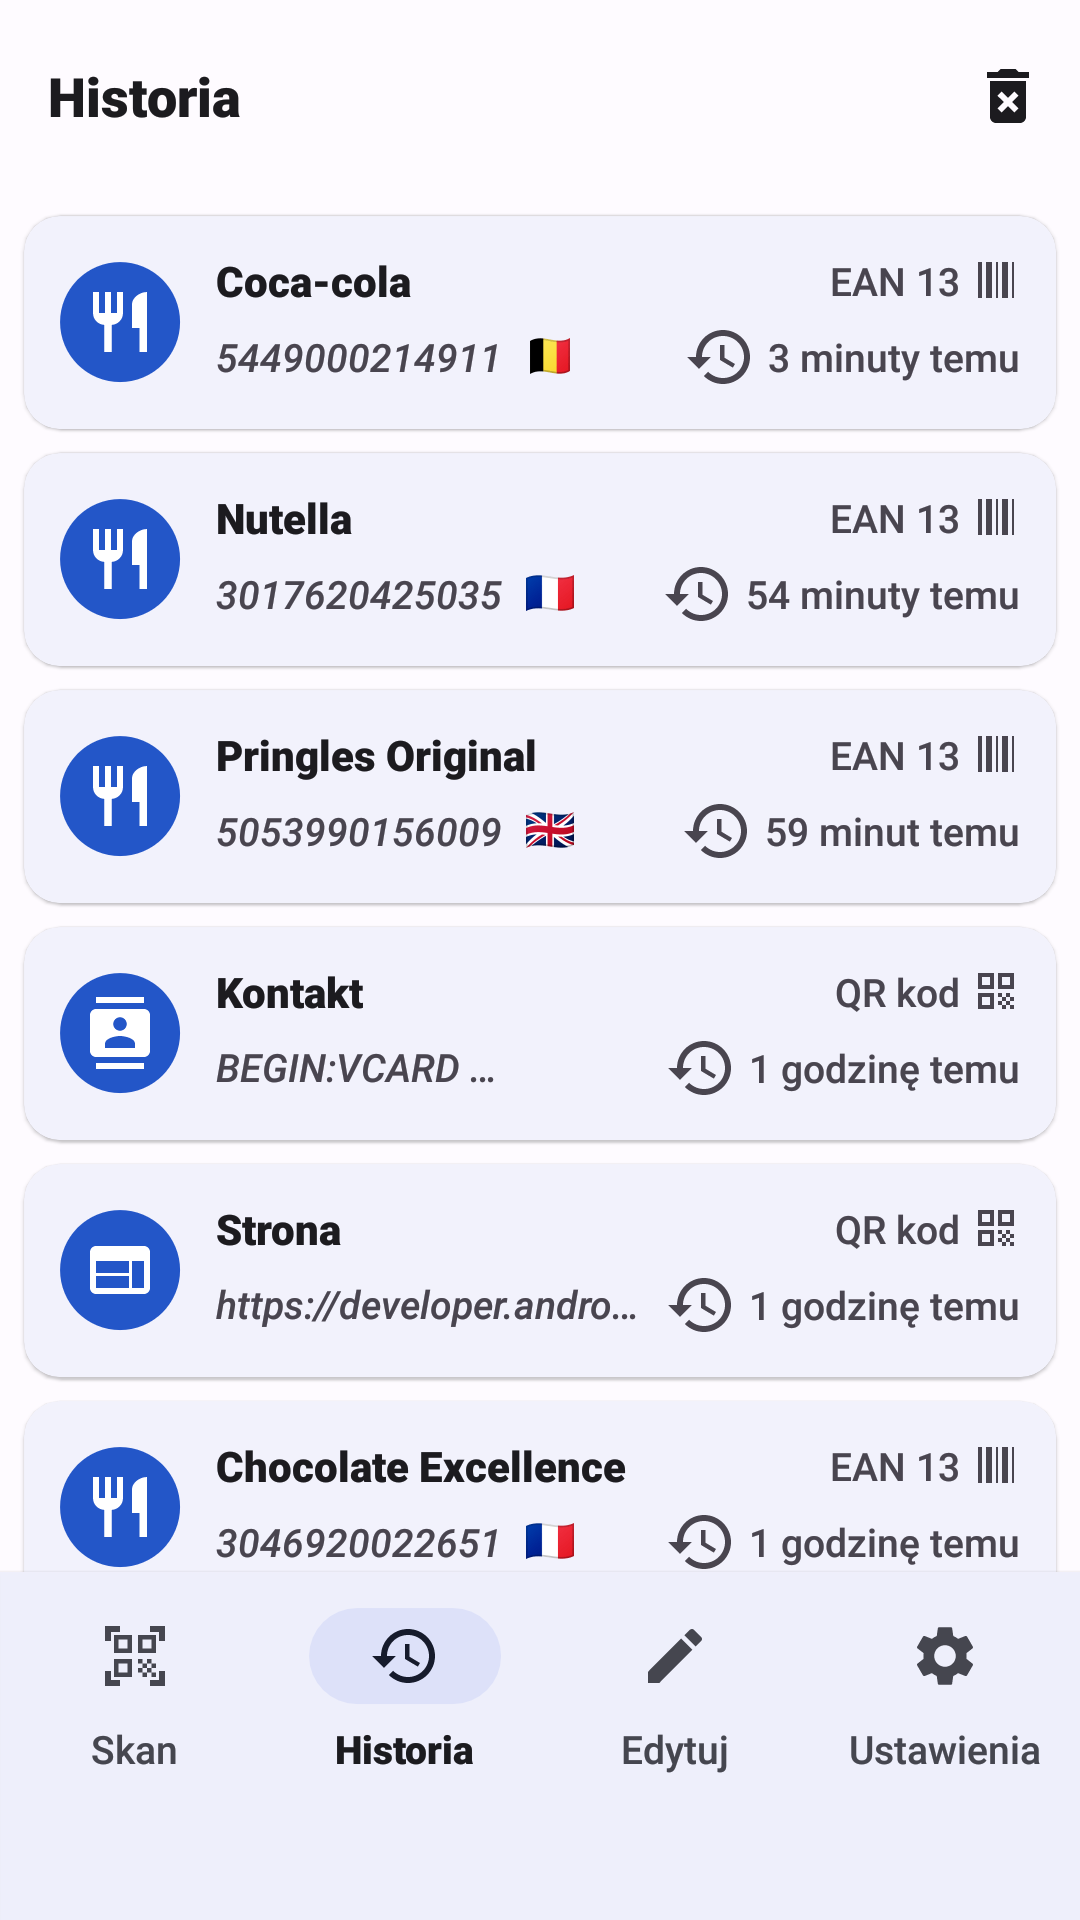 Historia
Coca-cola
EAN 13
5449000214911
3 minuty temu
Nutella
EAN 13
3017620425035
54 minuty temu
Pringles Original
EAN 13
5053990156009
59 minut temu
Kontakt
QR kod
BEGIN:VCARD ...
1 godzinę temu
Strona
QR kod
https://developer.andro...
1 godzinę temu
Chocolate Excellence
EAN 13
3046920022651
1 godzinę temu
Skan
Historia
Edytuj
Ustawienia